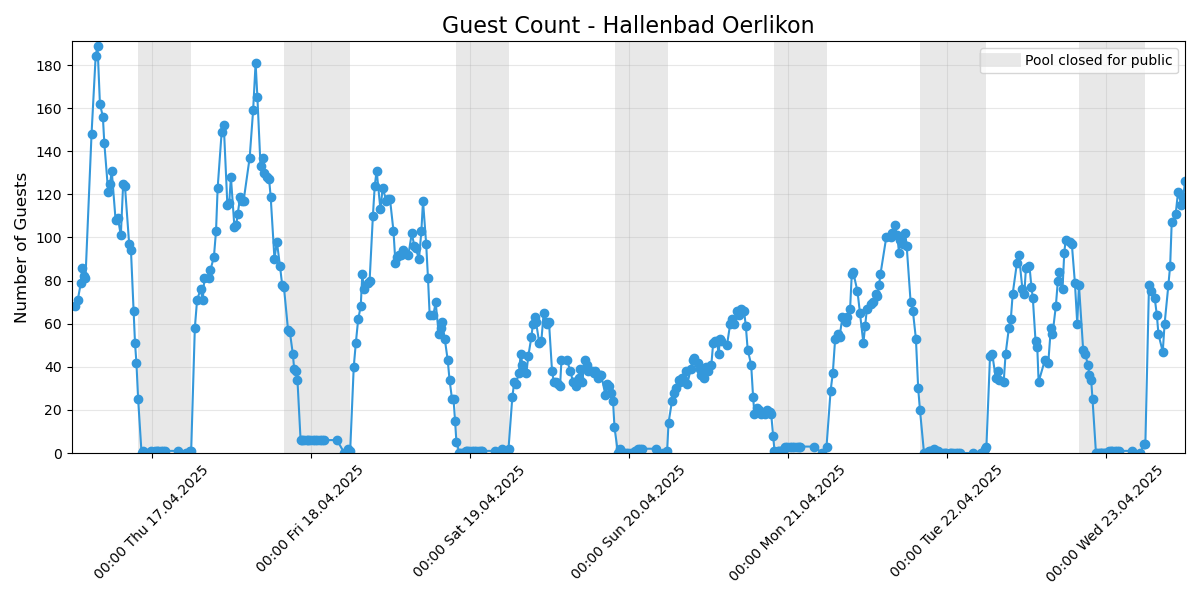 Guest Count - Hallenbad Oerlikon
Pool closed for public
Number of Guests
180
160
140
120
100
80
60
40
20
0
00:00 Thu 17.04.2025
00:00 Fri 18.04.2025
00:00 Sat 19.04.2025
00:00 Sun 20.04.2025
00:00 Mon 21.04.2025
00:00 Tue 22.04.2025
00:00 Wed 23.04.2025